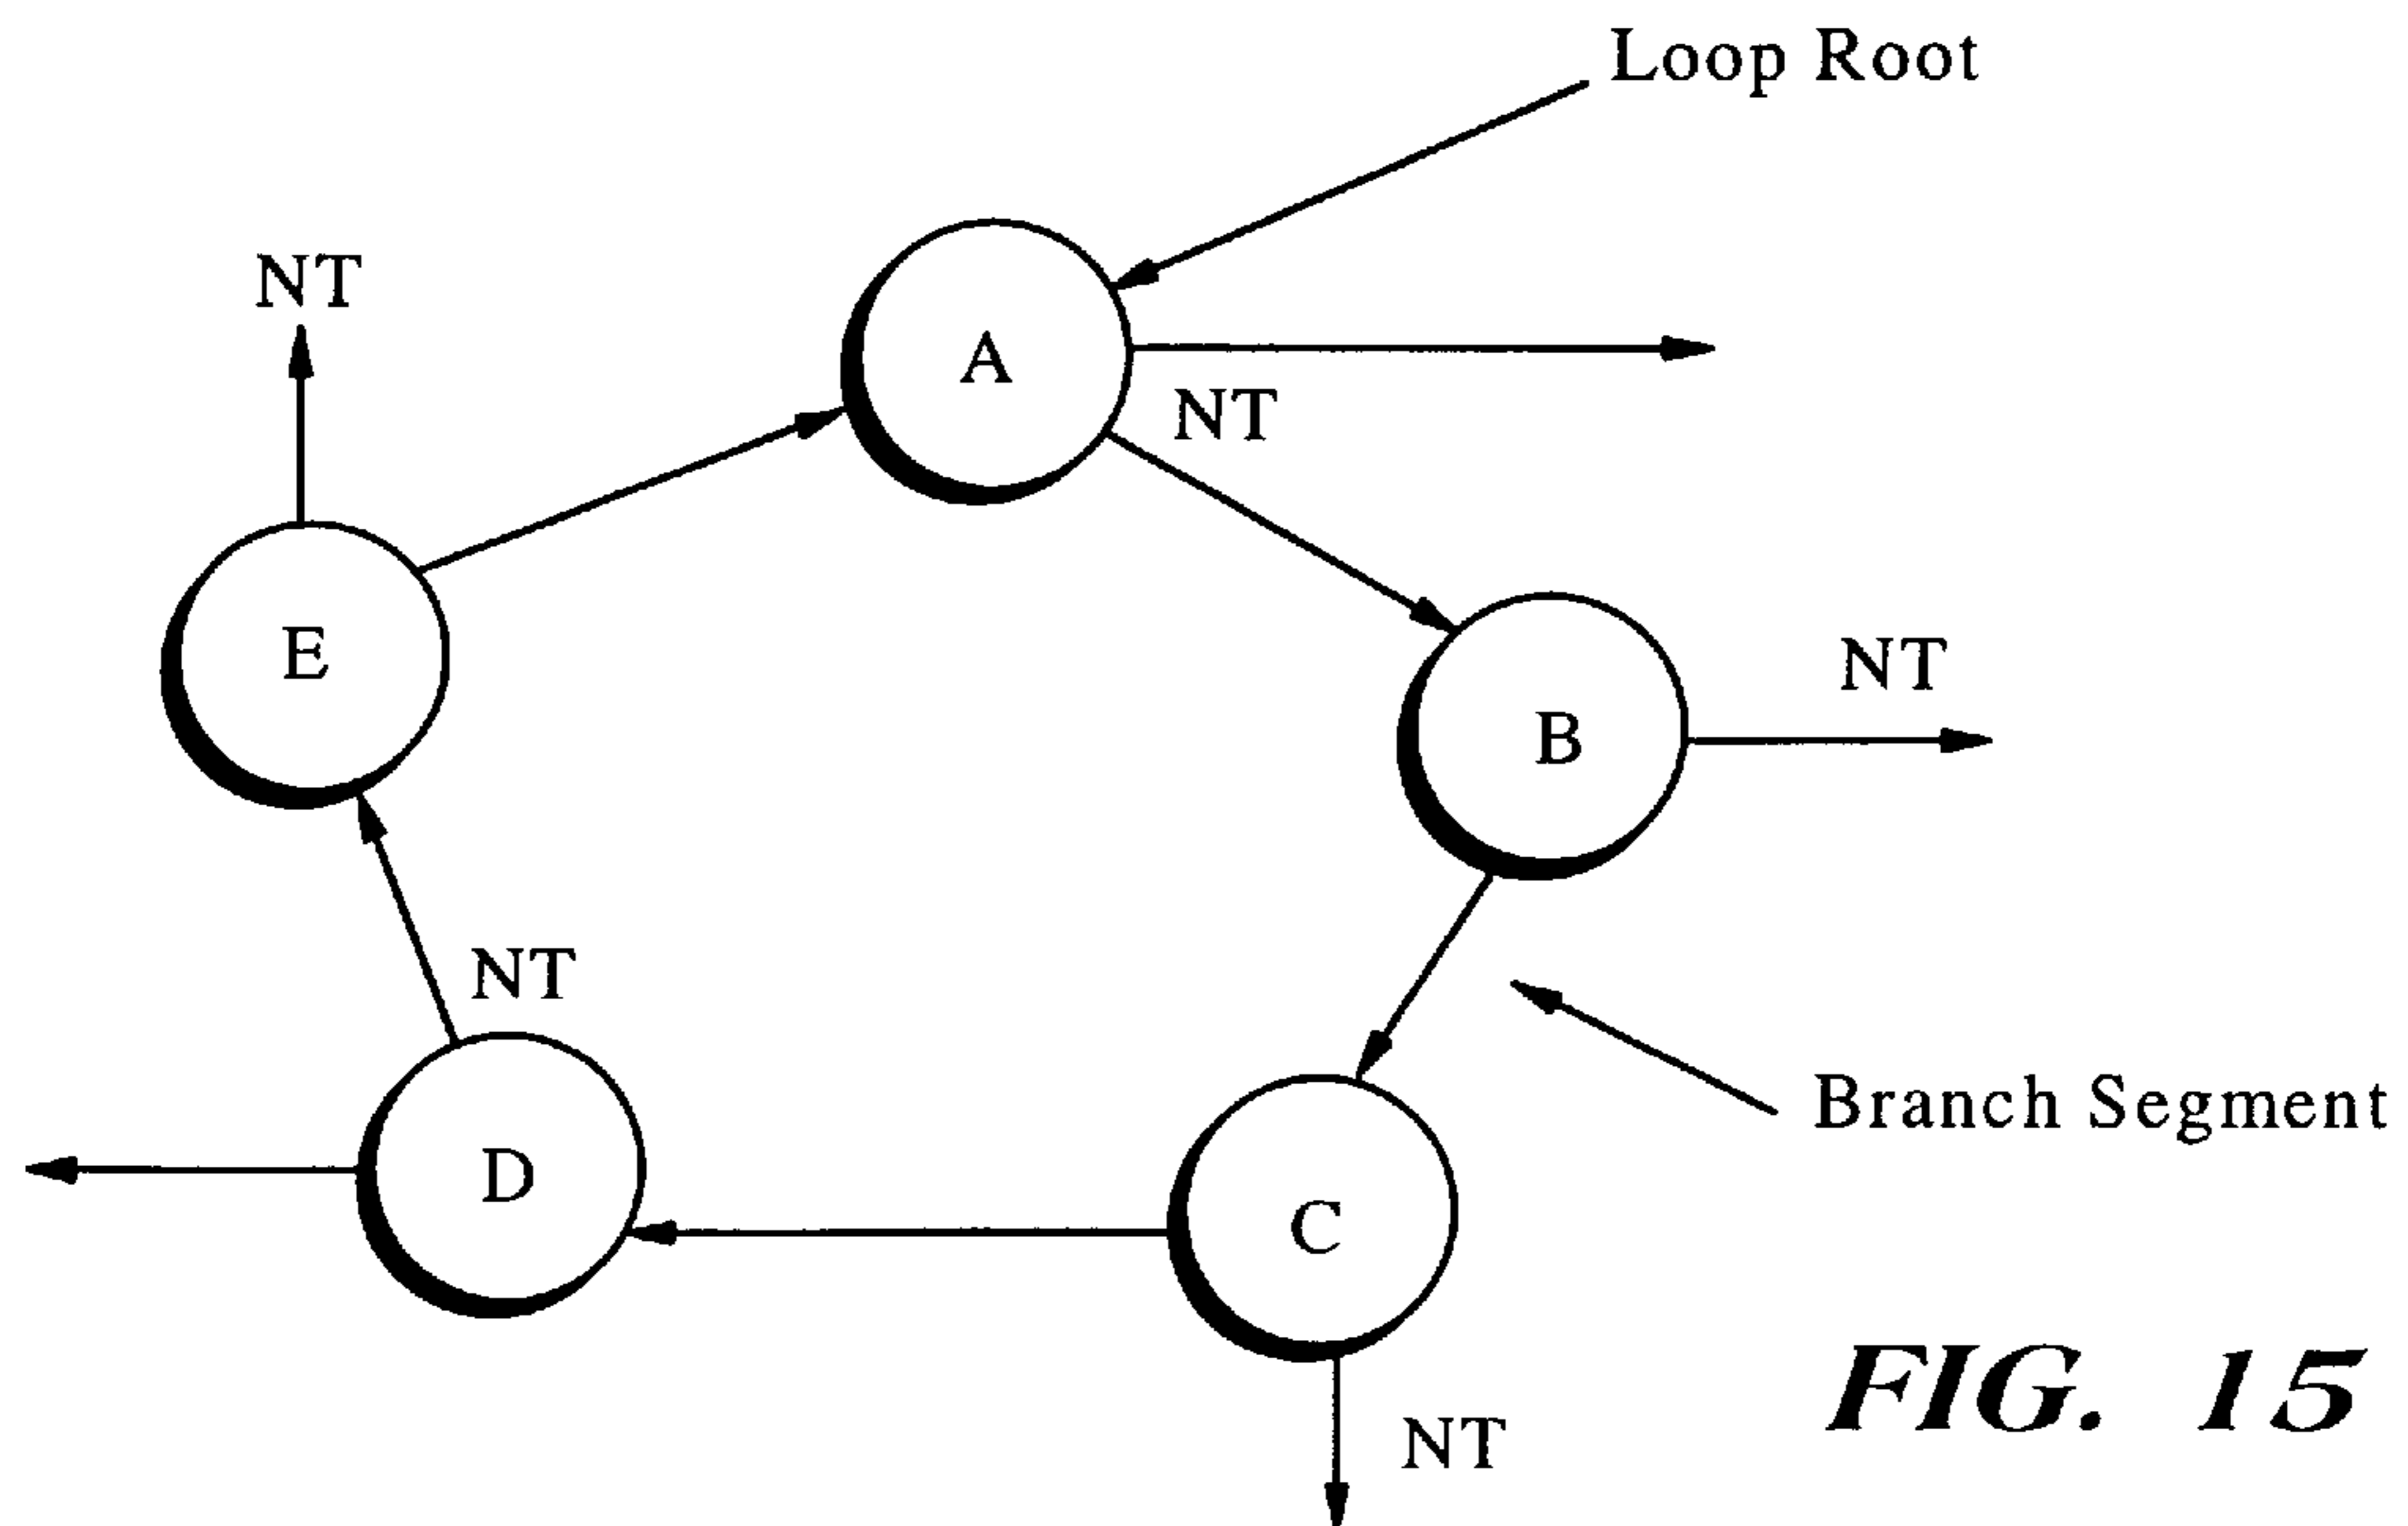 Loop Root
NT
A
NT
E
NT
B
NT
Branch Segment
D
C
NT
FIG. 15